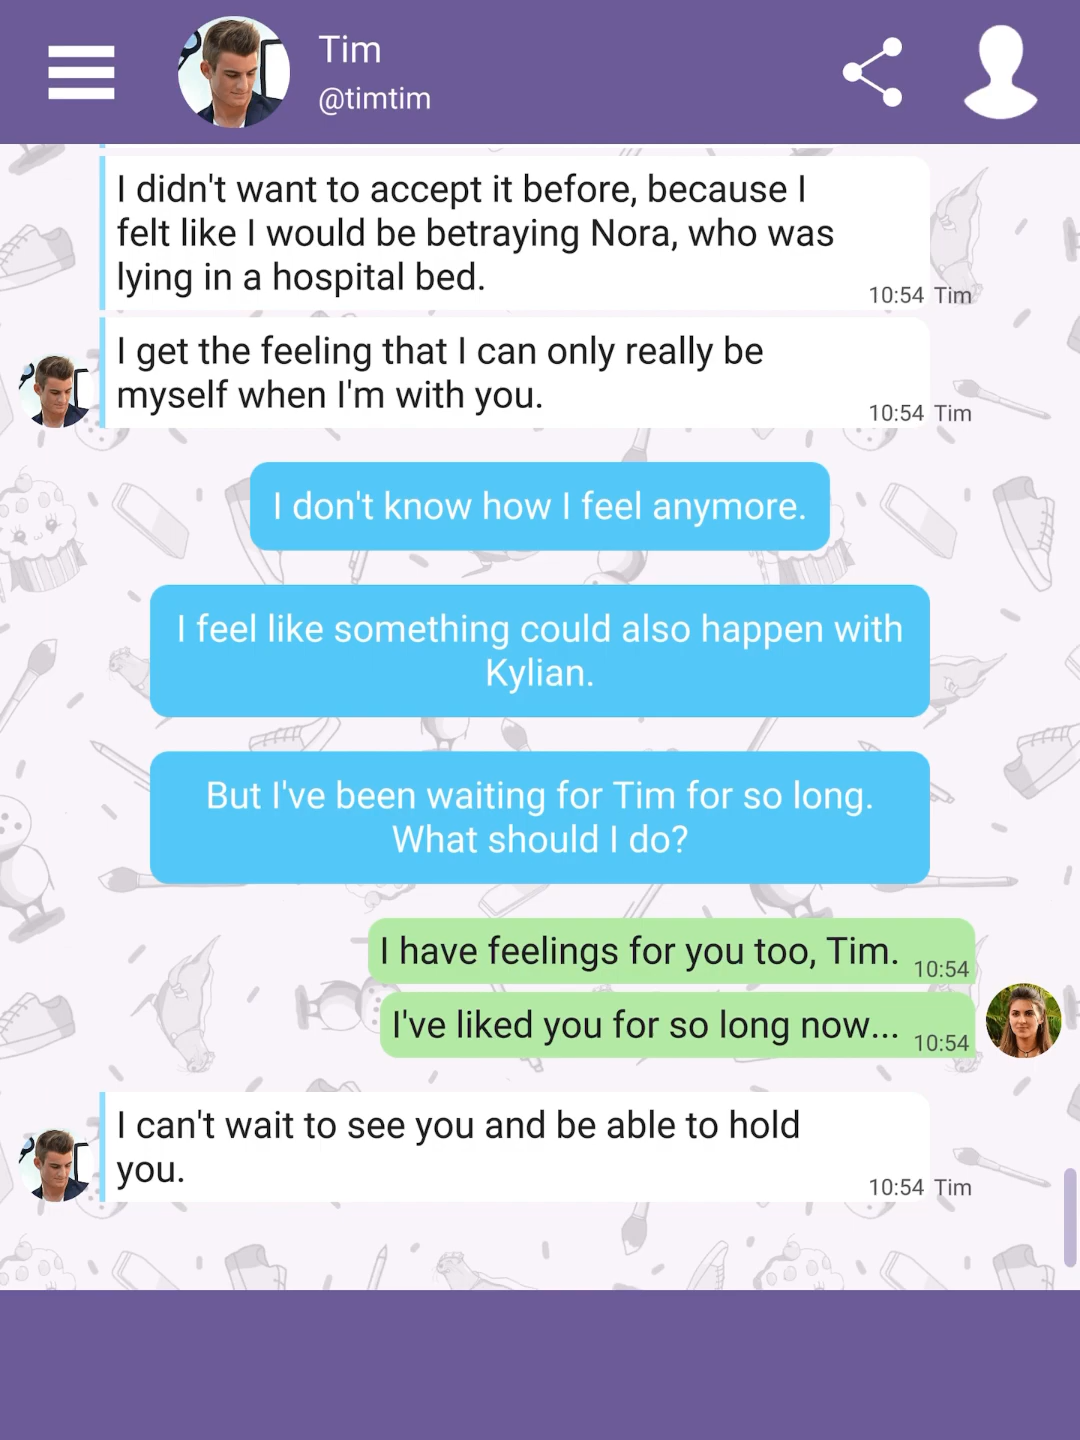 Tim
@timtim
I didn't want to accept it before, because I
felt like I would be betraying Nora, who was
lying in a hospital bed.
10:54 Tim
I get the feeling that I can only really be
myself when I'm with you.
10:54 Tim
I don't know how I feel anymore.
I feel like something could also happen with
Kylian.
But I've been waiting for Tim for so long.
What should I do?
I have feelings for you too, Tim. 10:54
I've liked you for so long now... 10:54
I can't wait to see you and be able to hold
you.
10:54 Tim